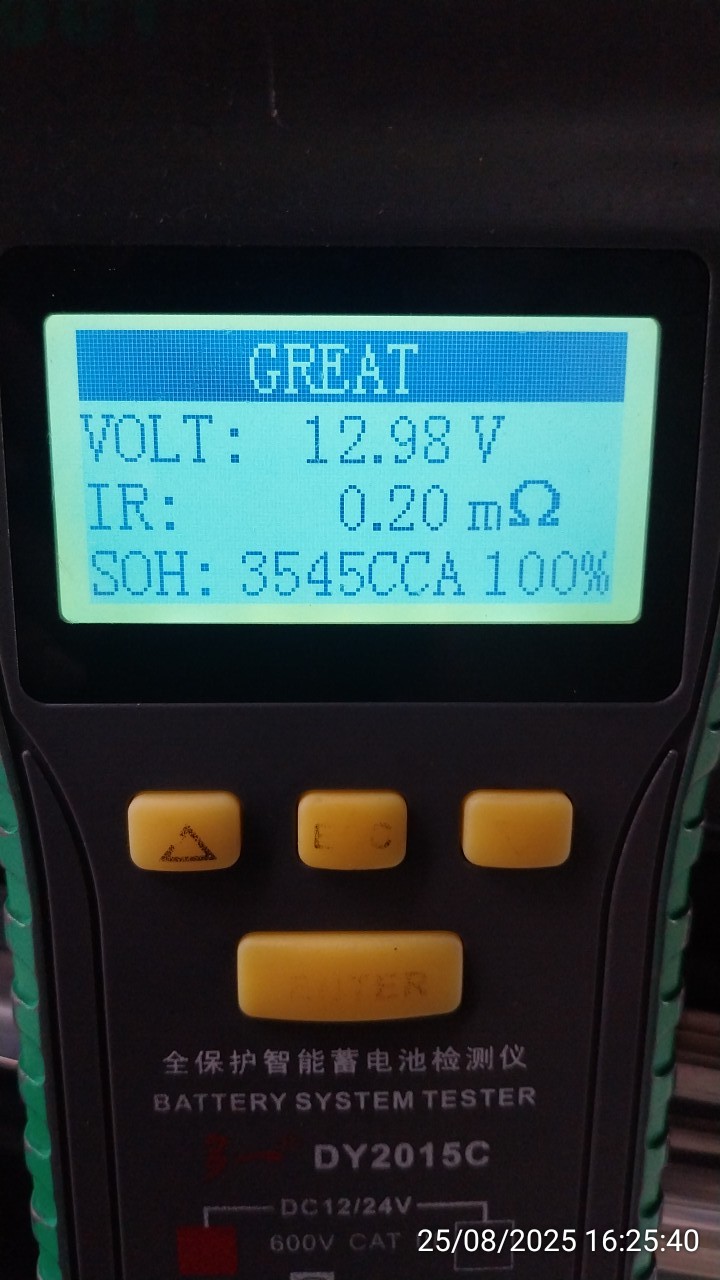 GREAT
VOLT: 12.98 V
IR: 0.20 mΩ
SOH: 3545CCA 100%
全保护智能蓄电池检测仪
BATTERY SYSTEM TESTER
DY2015C
DC12/24V
600V CAT
25/08/2025 16:25:40